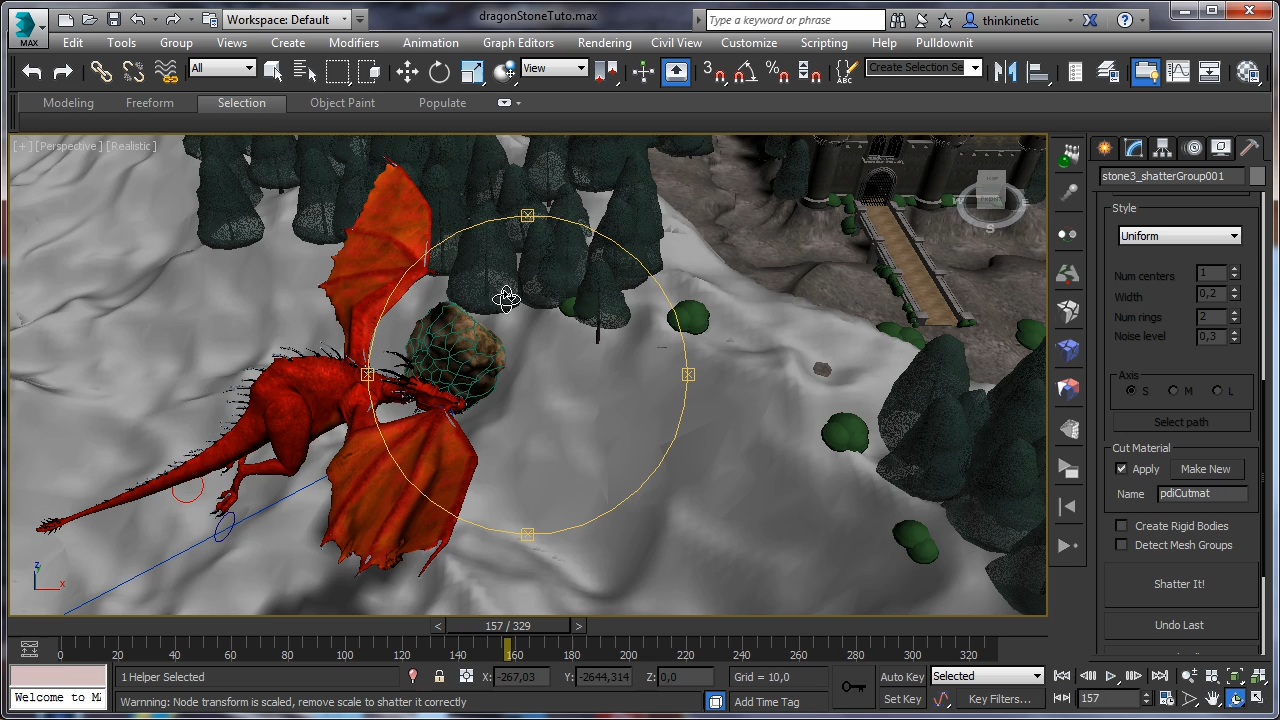 Workspace: Default
dragonStoneTuto.max
Type a keyword or phrase
thinkinetic
MAX
Edit Tools Group Views Create Modifiers Animation Graph Editors Rendering Civil View Customize Scripting Help Pulldownit
All
View
3
%
ABC
Create Selection Se
Modeling Freeform Selection Object Paint Populate
[+] [Perspective] [Realistic]
stone3_shatterGroup001
Style
Uniform
Num centers 1
Width 0,2
Num rings 2
Noise level 0,3
Axis
S M L
Select path
Cut Material
Apply Make New
Name pdiCutmat
Create Rigid Bodies
Detect Mesh Groups
Shatter It!
Undo Last
S
z
x
< 157 / 329 >
0 20 40 60 80 100 120 140 160 180 200 220 240 260 280 300 320
1 Helper Selected X: -267,03 Y: -2644,314 Z: 0,0 Grid = 10,0 Auto Key Selected
Welcome to M
Warnning: Node transform is scaled, remove scale to shatter it correctly Add Time Tag Set Key Key Filters... 157